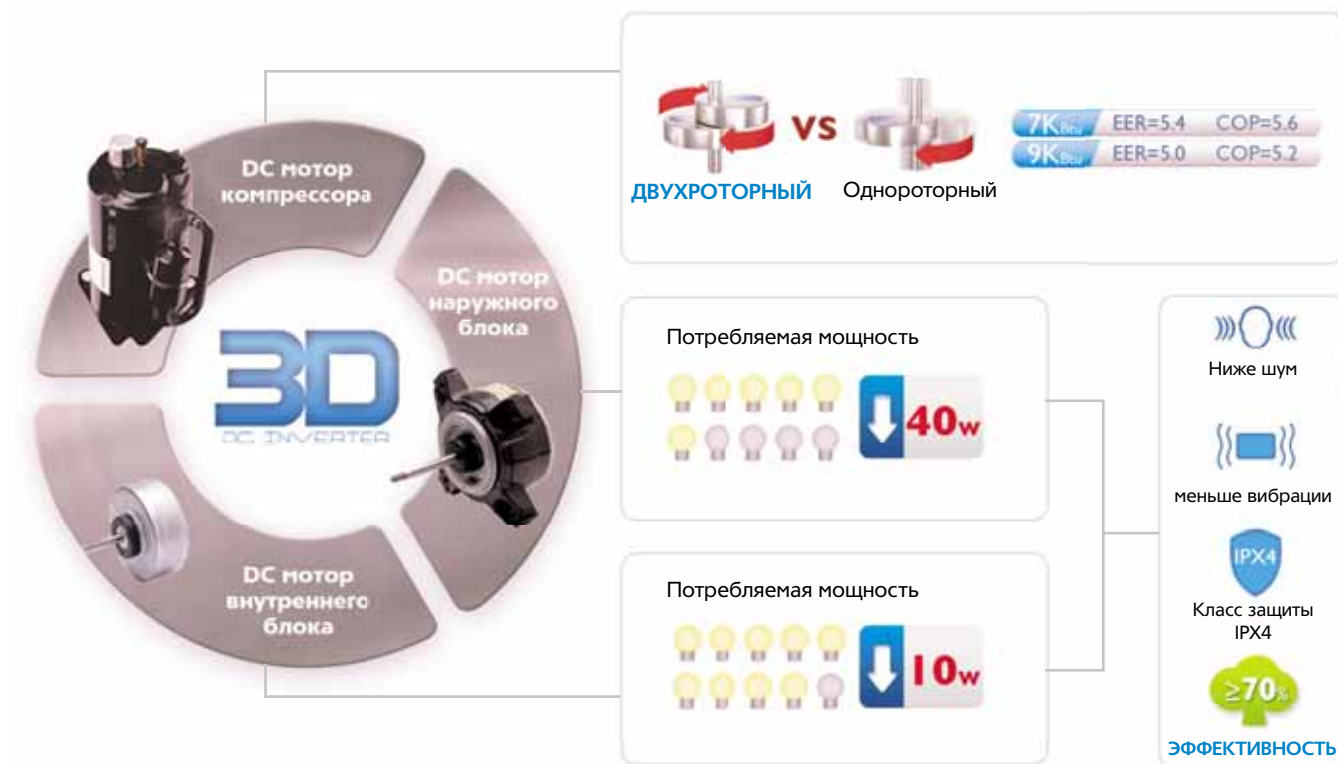 DC мотор
компрессора
DC мотор
наружного
блока
3D
DC INVERTER
DC мотор
внутреннего
блока
VS
ДВУХРОТОРНЫЙ
Однороторный
7K Btu EER=5.4 COP=5.6
9K Btu EER=5.0 COP=5.2
Потребляемая мощность
40w
Потребляемая мощность
10w
Ниже шум
меньше вибрации
IPX4
Класс защиты
IPX4
≥70%
ЭФФЕКТИВНОСТЬ